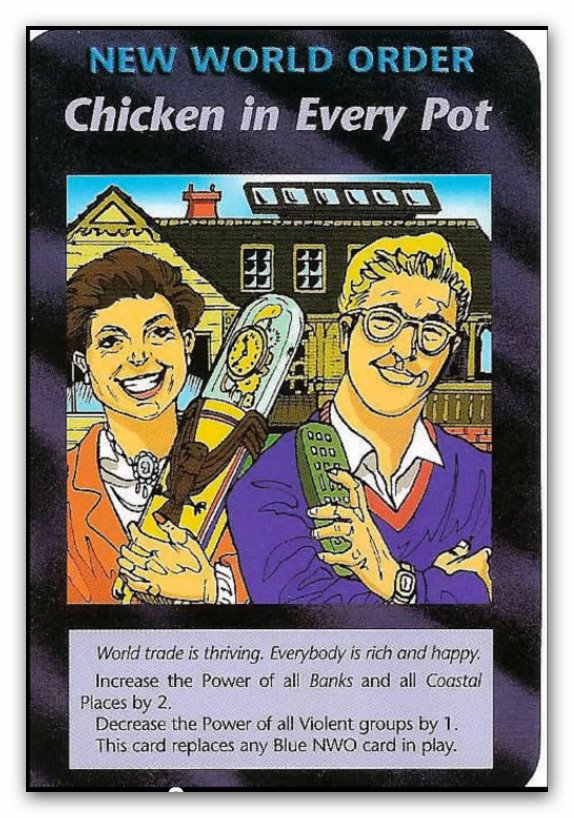 NEW WORLD ORDER
Chicken in Every Pot
World trade is thriving. Everybody is rich and happy.
Increase the Power of all Banks and all Coastal
Places by 2.
Decrease the Power of all Violent groups by 1.
This card replaces any Blue NWO card in play.